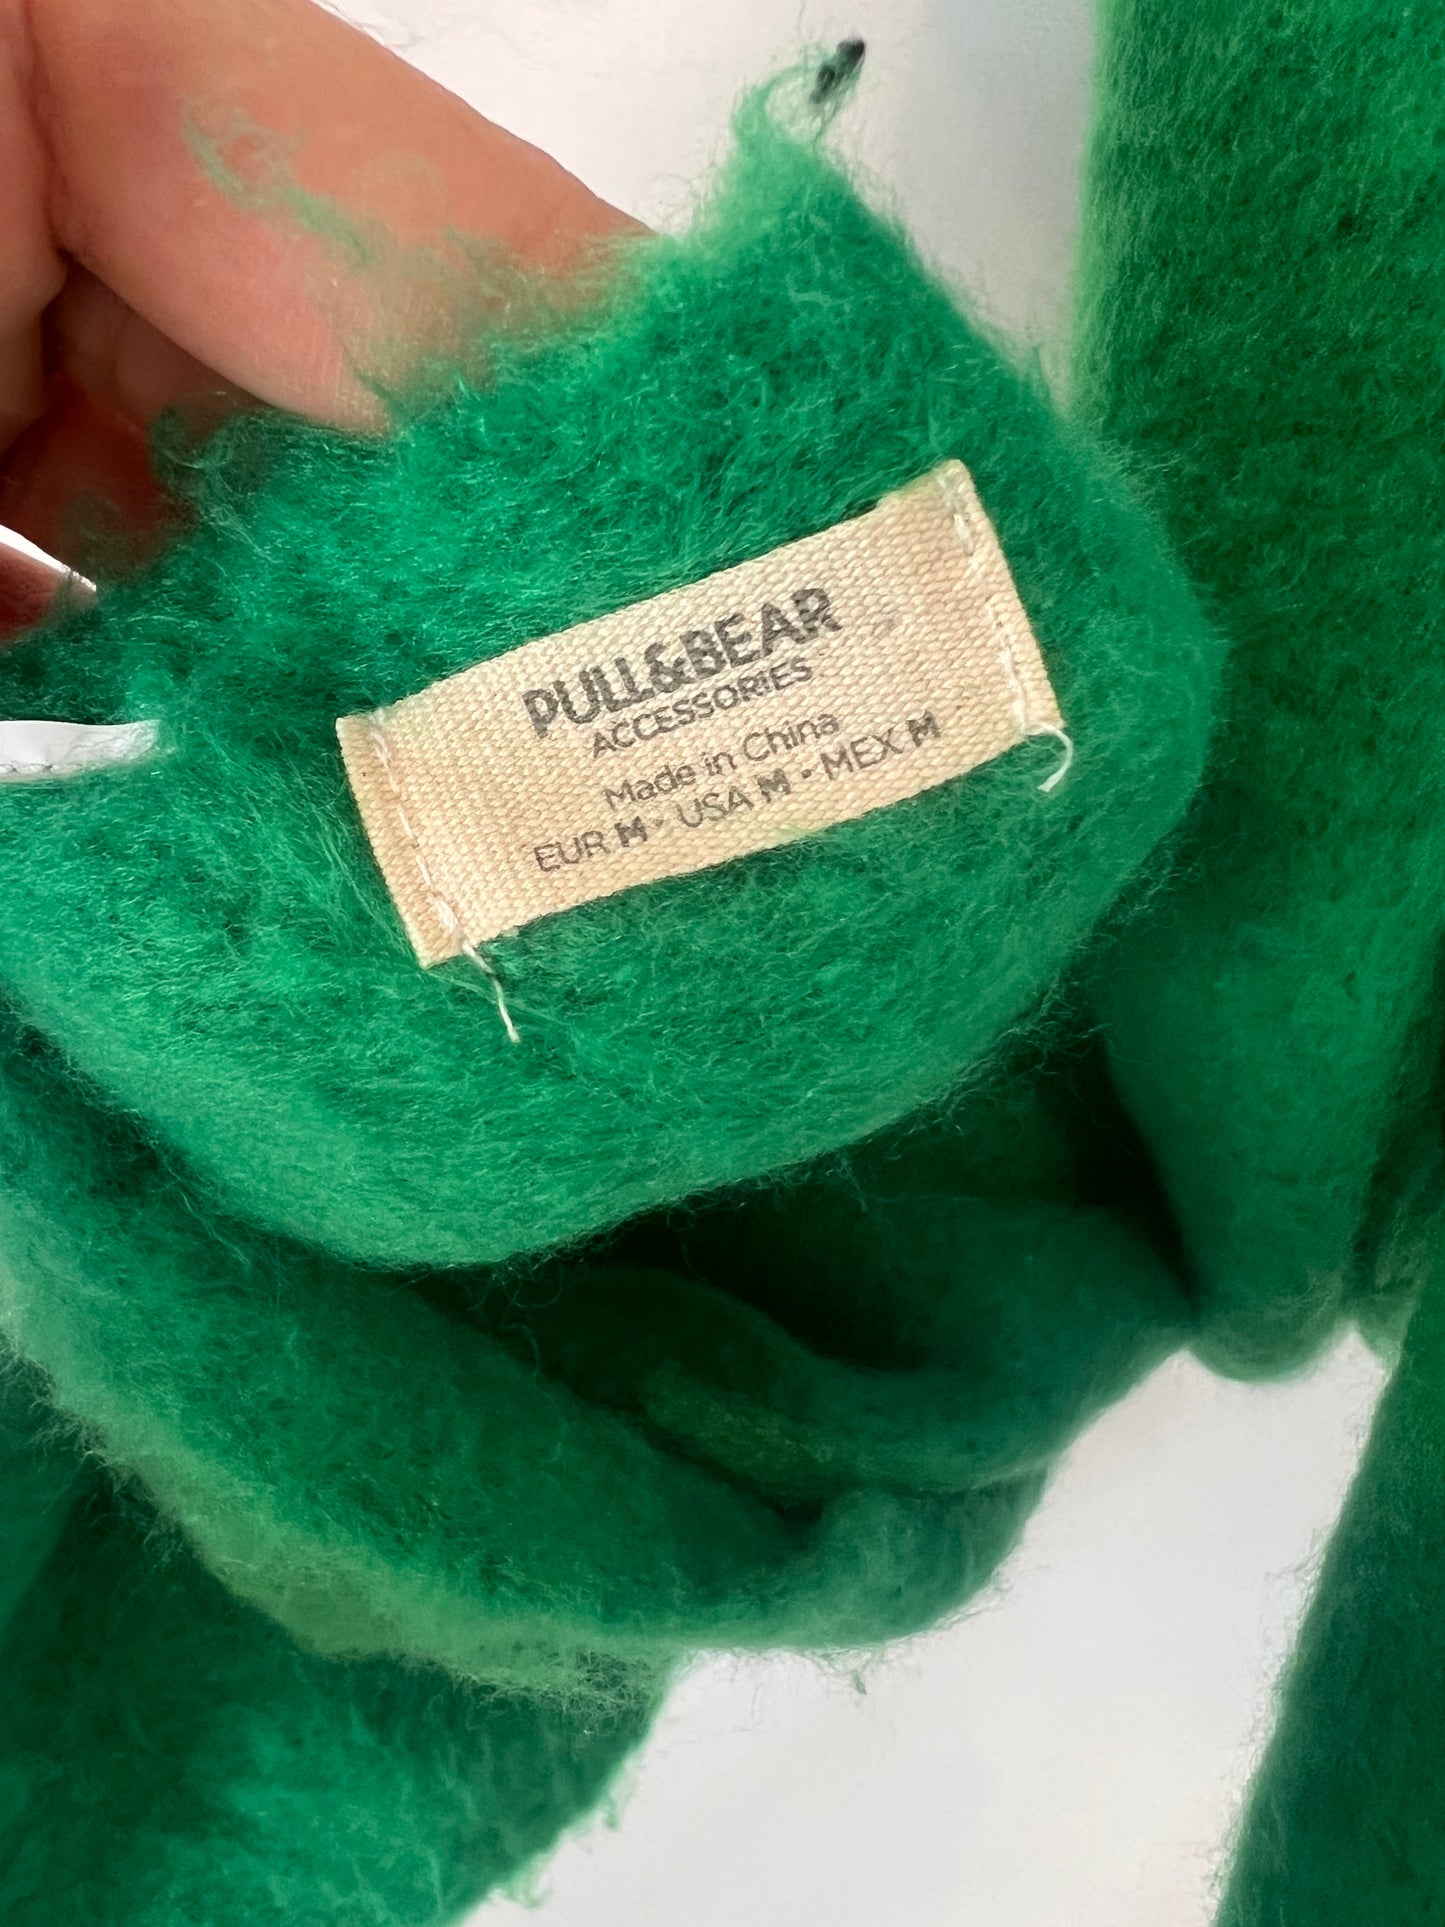 PULL&BEAR
ACCESSORIES
Made in China
EUR M • USA M • MEX M